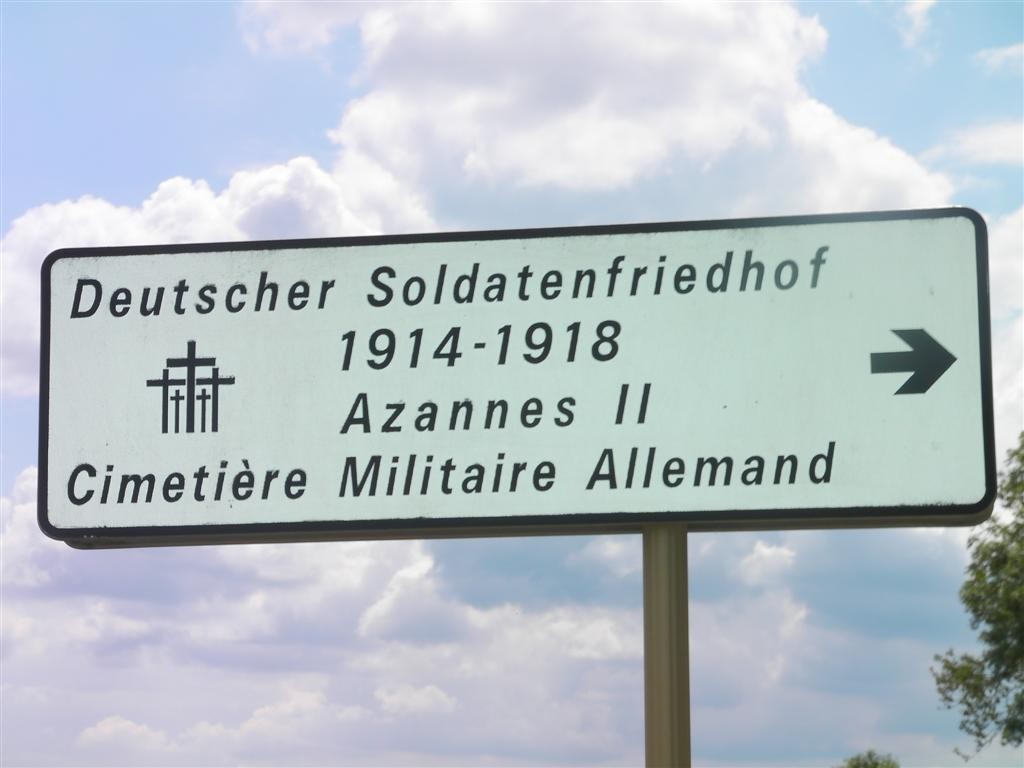 Deutscher Soldatenfriedhof
1914-1918
Azannes II
Cimetière Militaire Allemand